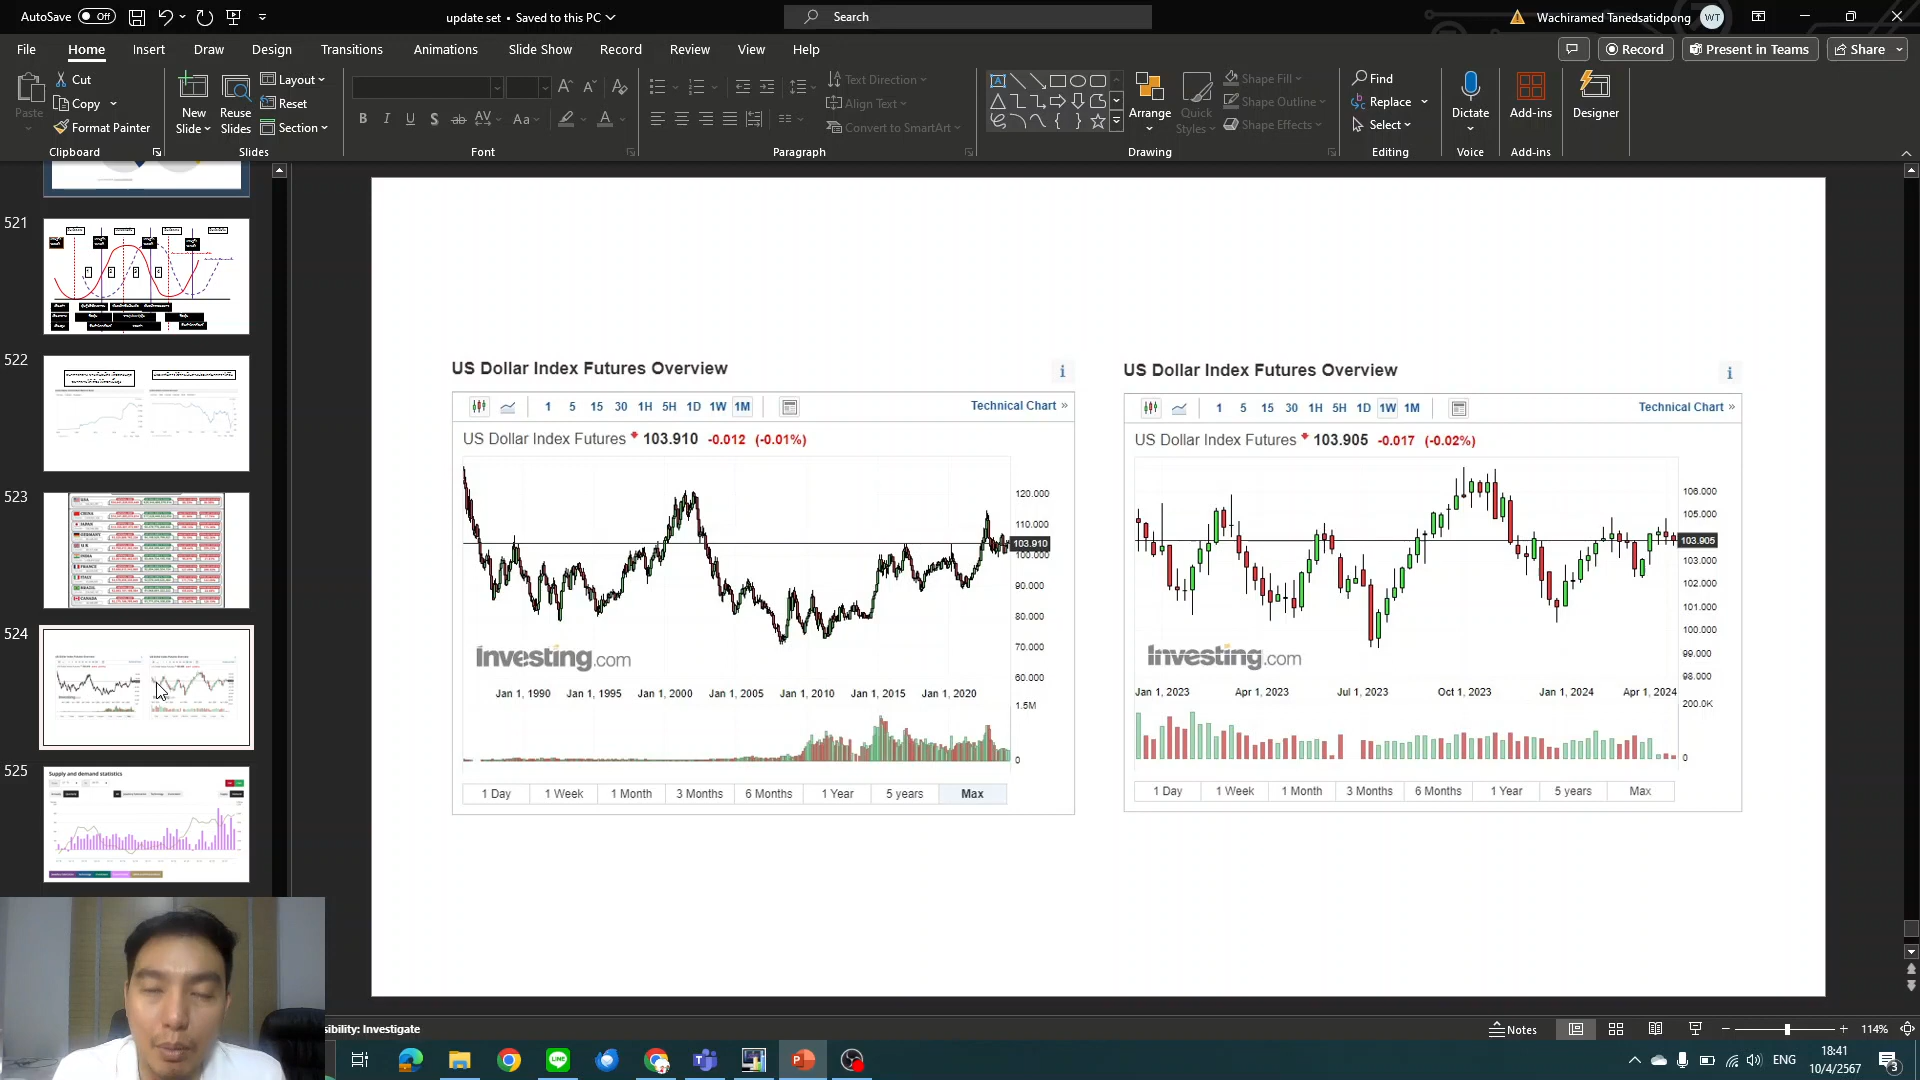 AutoSave Off update set • Saved to this PC Search Wachiramed Tanedsatidpong WT
File Home Insert Draw Design Transitions Animations Slide Show Record Review View Help Record Present in Teams Share
Paste Cut Copy Format Painter Clipboard
New Slide Reuse Slides Layout Reset Section Slides
B I U S ab AV Aa A Font
Text Direction Align Text Convert to SmartArt Paragraph
Arrange Quick Styles Shape Fill Shape Outline Shape Effects Drawing
Find Replace Select Editing
Dictate Voice
Add-ins Add-ins
Designer
521
522
523
524
525
Supply and demand statistics
US Dollar Index Futures Overview
Technical Chart »
1 5 15 30 1H 5H 1D 1W 1M
US Dollar Index Futures 103.910 -0.012 (-0.01%)
120.000
110.000
103.910
100.000
90.000
80.000
70.000
60.000
Investing.com
Jan 1, 1990 Jan 1, 1995 Jan 1, 2000 Jan 1, 2005 Jan 1, 2010 Jan 1, 2015 Jan 1, 2020
1.5M
0
1 Day 1 Week 1 Month 3 Months 6 Months 1 Year 5 years Max
US Dollar Index Futures Overview
Technical Chart »
1 5 15 30 1H 5H 1D 1W 1M
US Dollar Index Futures 103.905 -0.017 (-0.02%)
106.000
105.000
103.905
103.000
102.000
101.000
100.000
99.000
98.000
Investing.com
Jan 1, 2023 Apr 1, 2023 Jul 1, 2023 Oct 1, 2023 Jan 1, 2024 Apr 1, 2024
200.0K
0
1 Day 1 Week 1 Month 3 Months 6 Months 1 Year 5 years Max
sibility: Investigate Notes 114%
ENG 18:41
10/4/2567 3